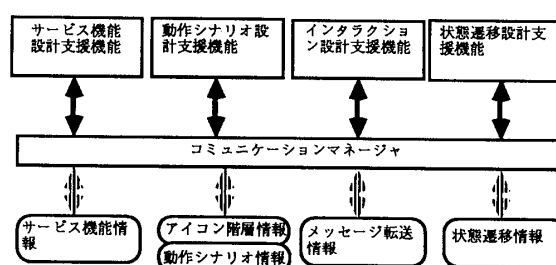 サービス機能
設計支援機能
動作シナリオ設
計支援機能
インタラクショ
ン設計支援機能
状態遷移設計支
援機能
コミュニケーションマネージャ
サービス機能情
報
アイコン階層情報
動作シナリオ情報
メッセージ転送
情報
状態遷移情報